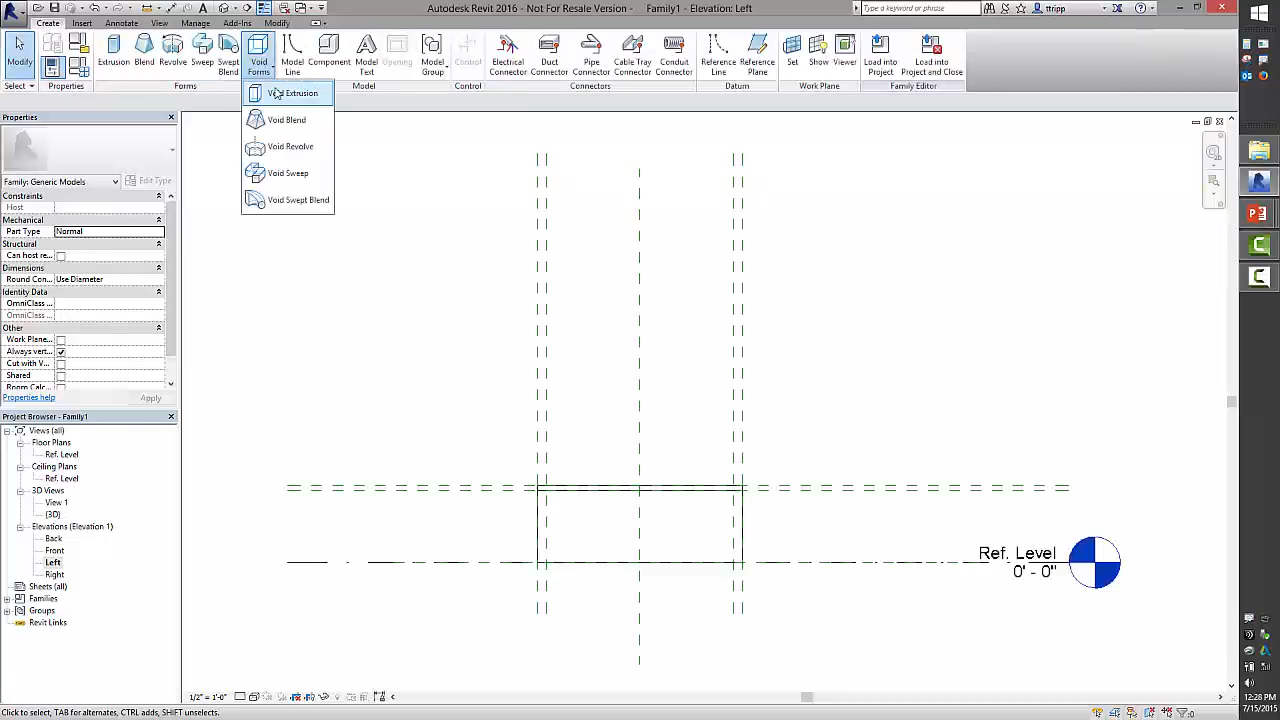 Autodesk Revit 2016 - Not For Resale Version - Family1 - Elevation: Left
Type a keyword or phrase
ttripp
Create
Insert
Annotate
View
Manage
Add-Ins
Modify
Modify
Extrusion
Blend
Revolve
Sweep
Swept Blend
Void Forms
Model Line
Component
Model Text
Opening
Model Group
Control
Electrical Connector
Duct Connector
Pipe Connector
Cable Tray Connector
Conduit Connector
Reference Line
Reference Plane
Set
Show
Viewer
Load into Project
Load into Project and Close
Select
Properties
Forms
Model
Control
Connectors
Datum
Work Plane
Family Editor
Void Extrusion
Void Blend
Void Revolve
Void Sweep
Void Swept Blend
Properties
Family: Generic Models
Edit Type
Constraints
Host
Mechanical
Part Type
Normal
Structural
Can host re...
Dimensions
Round Con...
Use Diameter
Identity Data
OmniClass ...
OmniClass ...
Other
Work Plane...
Always vert...
Cut with V...
Shared
Room Calc...
Properties help
Apply
Project Browser - Family1
Views (all)
Floor Plans
Ref. Level
Ceiling Plans
Ref. Level
3D Views
View 1
{3D}
Elevations (Elevation 1)
Back
Front
Left
Right
Sheets (all)
Families
Groups
Revit Links
Ref. Level
0' - 0"
1/2" = 1'-0"
Click to select, TAB for alternates, CTRL adds, SHIFT unselects.
:0
12:28 PM
7/15/2015